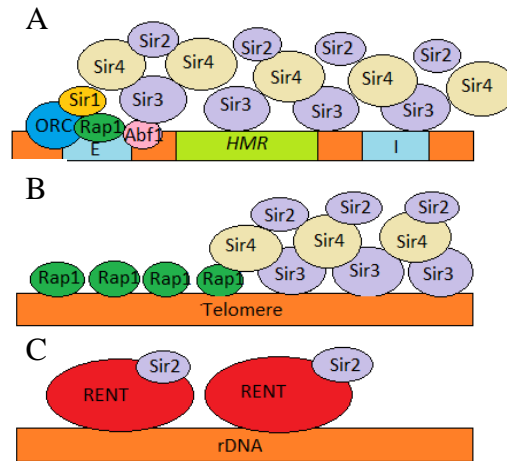 A
Sir2 Sir2 Sir2 Sir2
Sir4 Sir4 Sir4 Sir4 Sir4
Sir1 Sir3 Sir3 Sir3 Sir3
ORC Rap1 Abf1
E HMR I
B
Sir2 Sir2 Sir2
Sir4 Sir4 Sir4
Rap1 Rap1 Rap1 Rap1 Sir3 Sir3 Sir3
Telomere
C
Sir2 Sir2
RENT RENT
rDNA